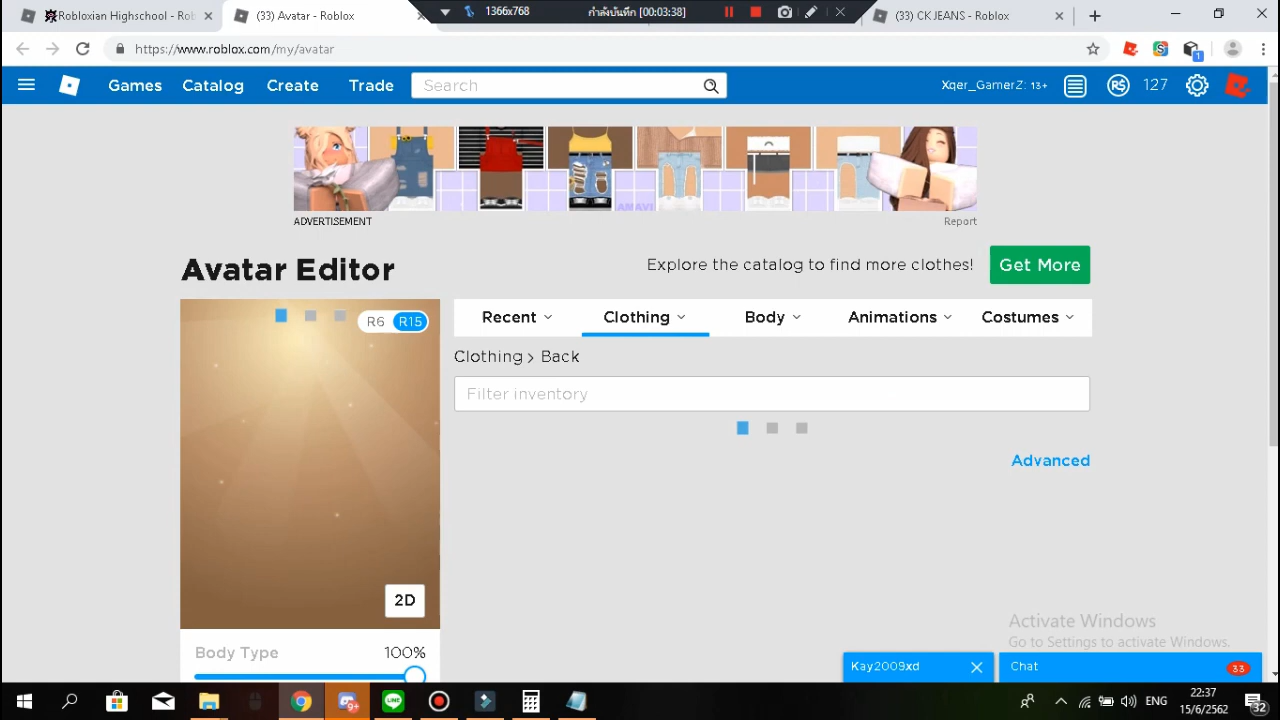 Robloxian Highschool - Rob
(33) Avatar - Roblox
1366x768
กำลังบันทึก [00:03:38]
(33) CK JEANS - Roblox
https://www.roblox.com/my/avatar
1
Games
Catalog
Create
Trade
Search
Xqer_GamerZ: 13+
R$
127
ADVERTISEMENT
Report
Avatar Editor
Explore the catalog to find more clothes!
Get More
R6
R15
Recent
Clothing
Body
Animations
Costumes
Clothing > Back
Filter inventory
Advanced
2D
Activate Windows
Go to Settings to activate Windows.
Body Type
100%
Kay2009xd
Chat
33
9+
LINE
ENG
22:37
15/6/2562
32